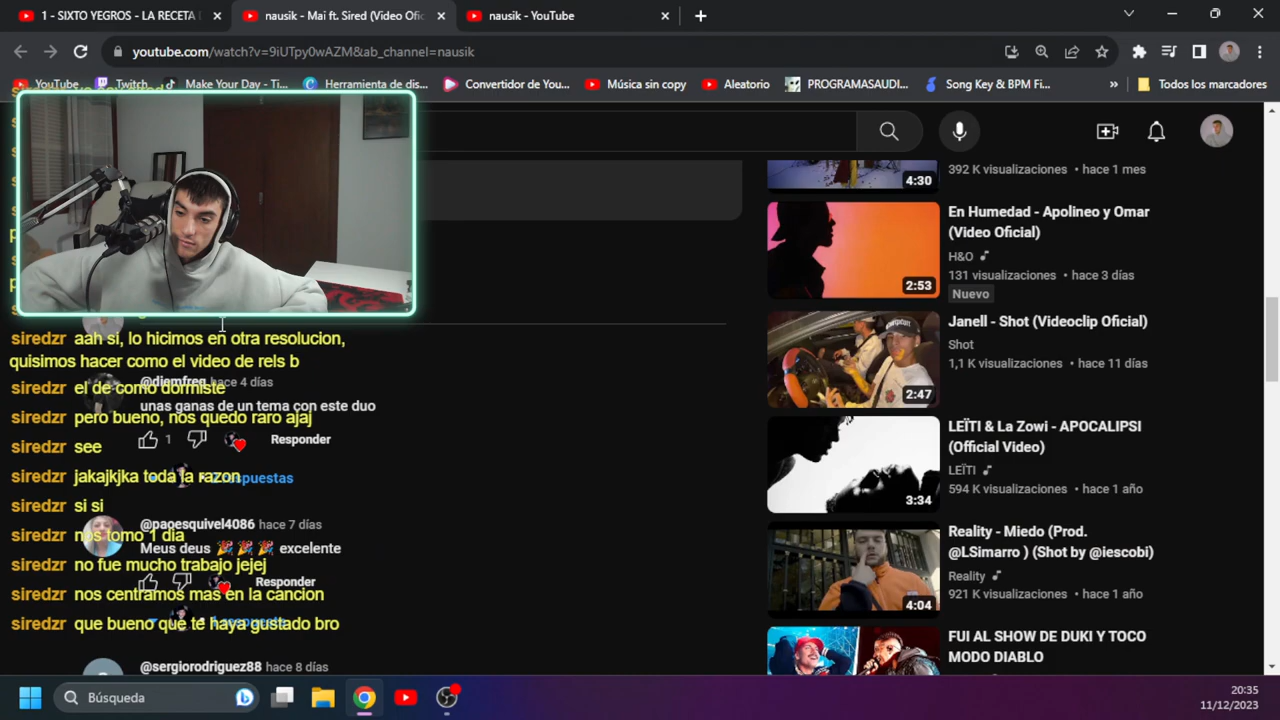 1 - SIXTO YEGROS - LA RECETA
nausik - Mai ft. Sired (Video Ofic
nausik - YouTube
youtube.com/watch?v=9iUTpy0wAZM&ab_channel=nausik
YouTube
Twitch
Make Your Day - Ti...
Herramienta de dis...
Convertidor de You...
Música sin copy
Aleatorio
PROGRAMASAUDI...
Song Key & BPM Fi...
»
Todos los marcadores
siredzr aah si, lo hicimos en otra resolucion,
quisimos hacer como el video de rels b
siredzr el de como dormiste
siredzr pero bueno, nos quedo raro ajaj
siredzr see
siredzr jakajkjka toda la razon
siredzr si si
siredzr nos tomo 1 dia
siredzr no fue mucho trabajo jejej
siredzr nos centramos mas en la cancion
siredzr que bueno que te haya gustado bro
@diemfreq hace 4 días
unas ganas de un tema con este duo
1
Responder
respuestas
@paoesquivel4086 hace 7 días
Meus deus 🎉🎉🎉 excelente
Responder
@sergiorodriguez88 hace 8 días
4:30
392 K visualizaciones • hace 1 mes
2:53
En Humedad - Apolineo y Omar
(Video Oficial)
H&O
131 visualizaciones • hace 3 días
Nuevo
2:47
Janell - Shot (Videoclip Oficial)
Shot
1,1 K visualizaciones • hace 11 días
3:34
LEÏTI & La Zowi - APOCALIPSI
(Official Video)
LEÏTI
594 K visualizaciones • hace 1 año
4:04
Reality - Miedo (Prod.
@LSimarro ) (Shot by @iescobi)
Reality
921 K visualizaciones • hace 1 año
FUI AL SHOW DE DUKI Y TOCO
MODO DIABLO
Búsqueda
20:35
11/12/2023